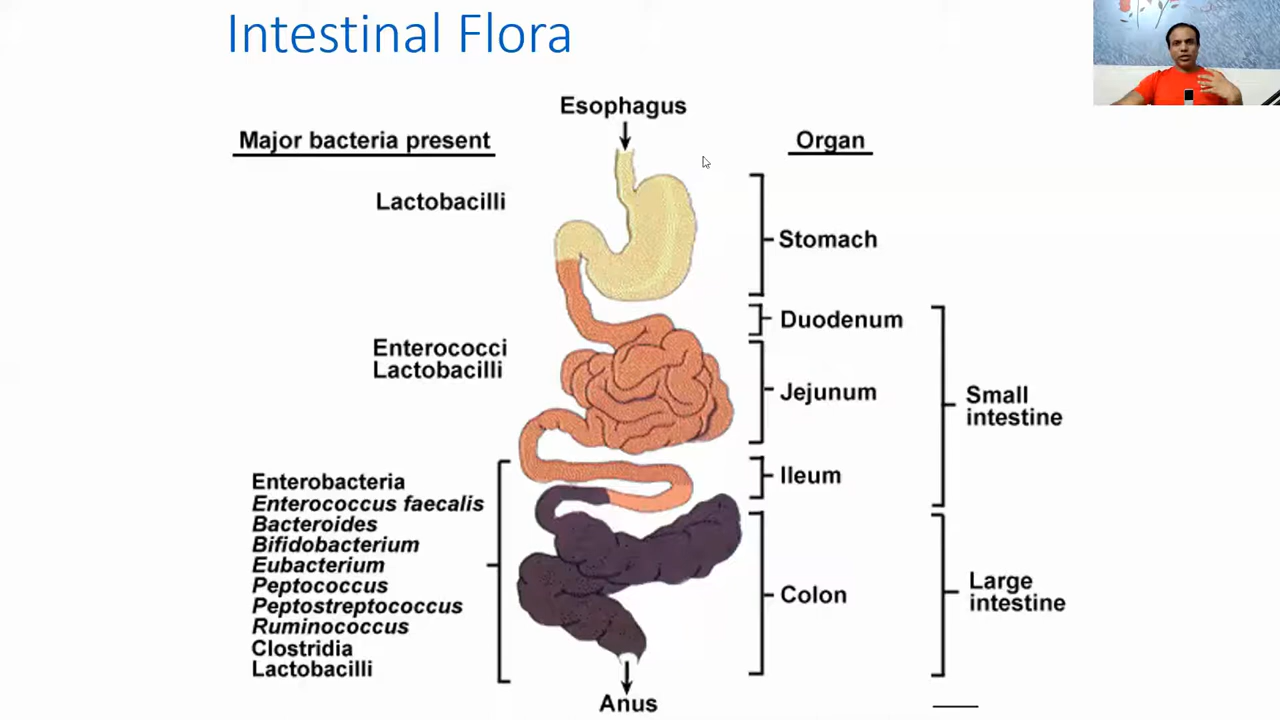 Intestinal Flora
Esophagus
Major bacteria present
Organ
Lactobacilli
Stomach
Duodenum
Enterococci
Lactobacilli
Jejunum
Small
intestine
Ileum
Enterobacteria
Enterococcus faecalis
Bacteroides
Bifidobacterium
Eubacterium
Peptococcus
Peptostreptococcus
Ruminococcus
Clostridia
Lactobacilli
Colon
Large
intestine
Anus